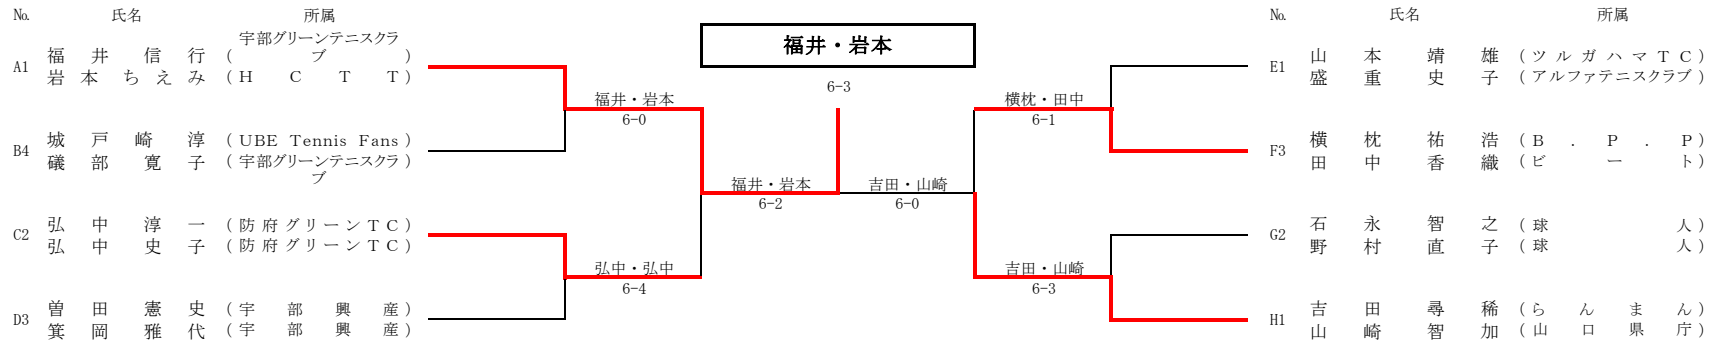 No. 氏名 所属
A1 福井信行 (宇部グリーンテニスクラブ)
岩本ちえみ (HCTT)
B4 城戸崎淳 (UBE Tennis Fans)
礒部寛子 (宇部グリーンテニスクラブ)
C2 弘中淳一 (防府グリーンTC)
弘中史子 (防府グリーンTC)
D3 曽田憲史 (宇部興産)
箕岡雅代 (宇部興産)
福井・岩本
6-0
弘中・弘中
6-4
福井・岩本
6-2
福井・岩本
6-3
吉田・山崎
6-0
横枕・田中
6-1
吉田・山崎
6-3
No. 氏名 所属
E1 山本靖雄 (ツルガハマTC)
盛重史子 (アルファテニスクラブ)
F3 横枕祐浩 (B.P.P)
田中香織 (ビート)
G2 石永智之 (球人)
野村直子 (球人)
H1 吉田尋稀 (らんまん)
山崎智加 (山口県庁)